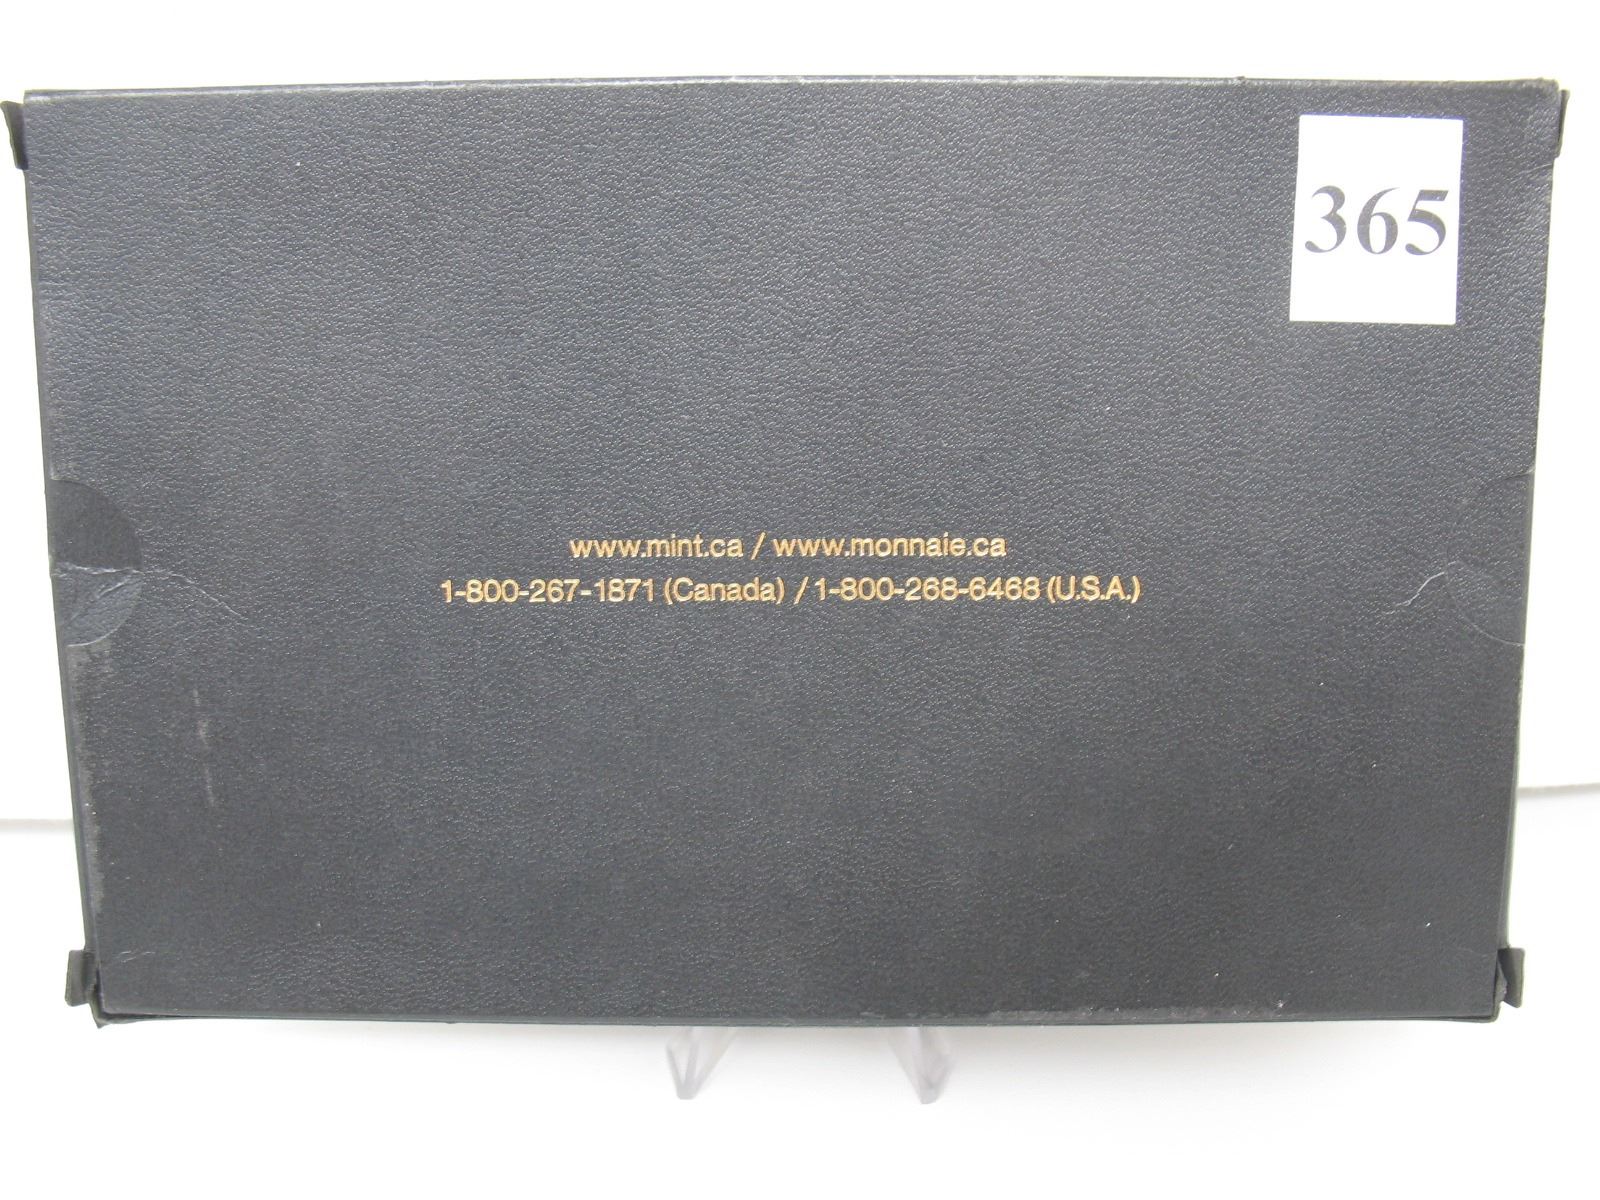 365
www.mint.ca / www.monnaie.ca
1-800-267-1871 (Canada) / 1-800-268-6468 (U.S.A.)